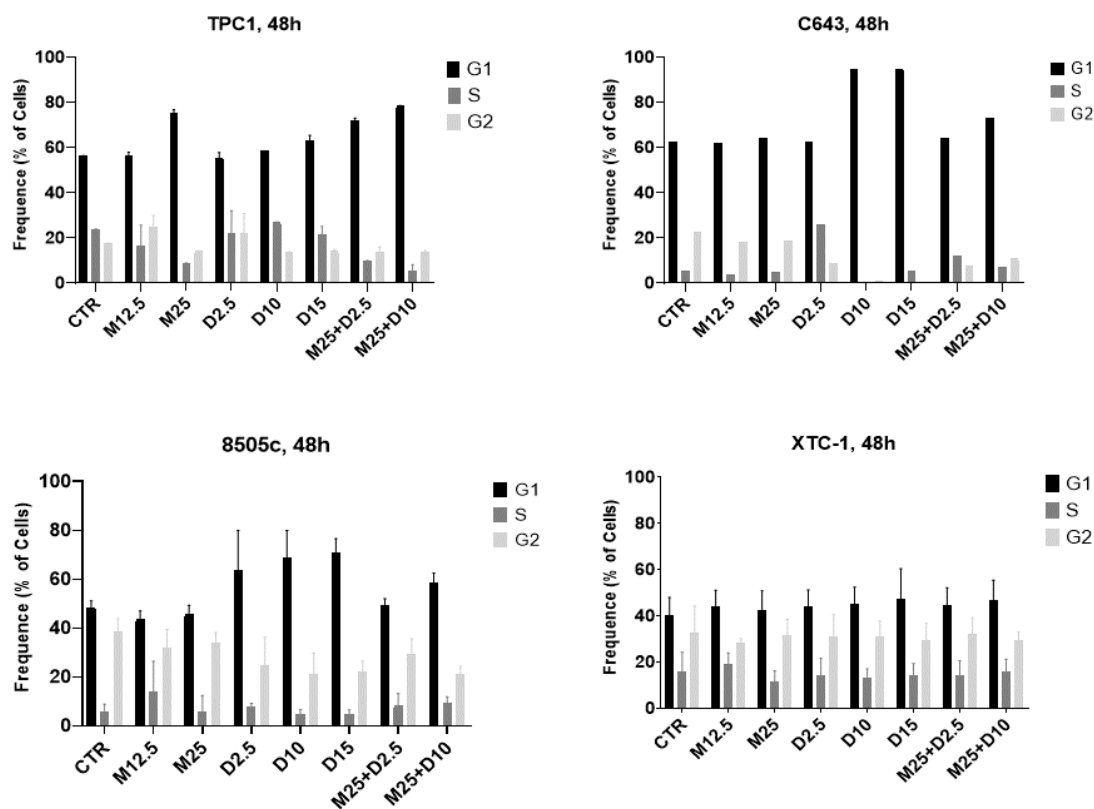 TPC1, 48h
Frequence (% of Cells)
100
80
60
40
20
0
CTR
M12.5
M25
D2.5
D10
D15
M25+D2.5
M25+D10
G1
S
G2
C643, 48h
Frequence (% of Cells)
100
80
60
40
20
0
CTR
M12.5
M25
D2.5
D10
D15
M25+D2.5
M25+D10
G1
S
G2
8505c, 48h
Frequence (% of Cells)
100
80
60
40
20
0
CTR
M12.5
M25
D2.5
D10
D15
M25+D2.5
M25+D10
G1
S
G2
XTC-1, 48h
Frequence (% of Cells)
100
80
60
40
20
0
CTR
M12.5
M25
D2.5
D10
D15
M25+D2.5
M25+D10
G1
S
G2